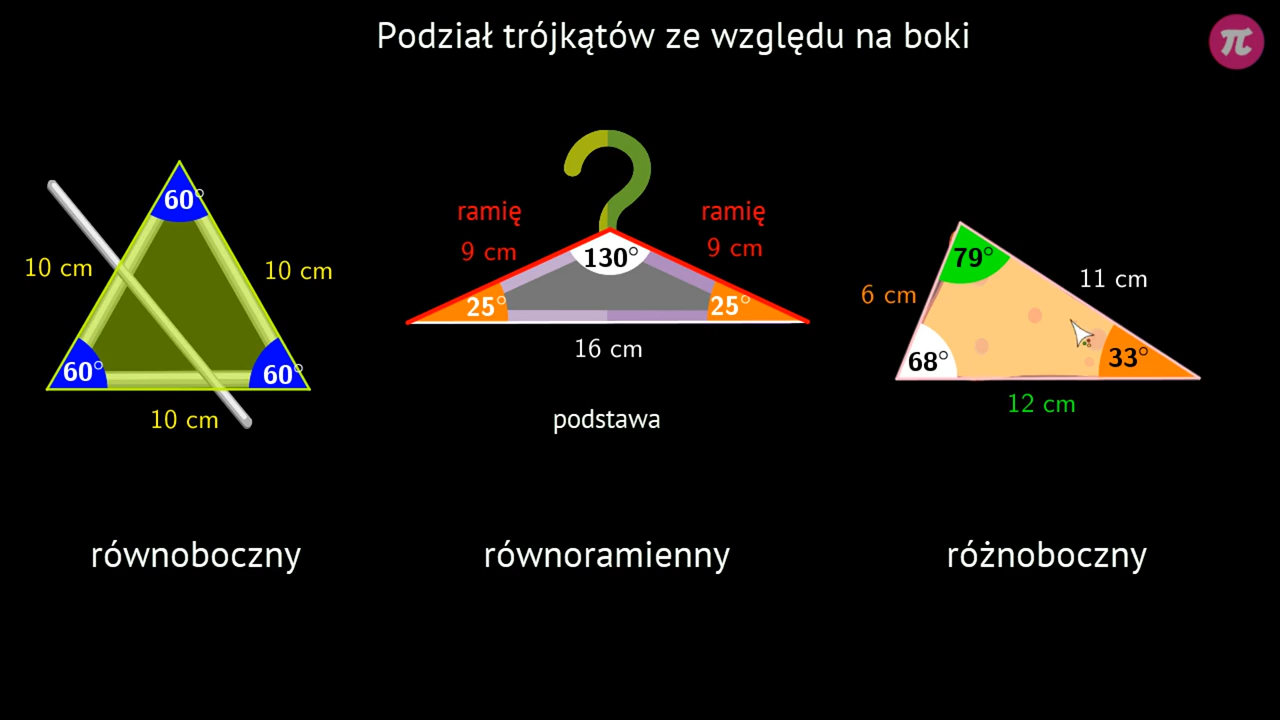 Podział trójkątów ze względu na boki
π
60°
10 cm
10 cm
60°
60°
10 cm
równoboczny
ramię
ramię
9 cm
9 cm
130°
25°
25°
16 cm
podstawa
równoramienny
79°
11 cm
6 cm
68°
33°
12 cm
różnoboczny